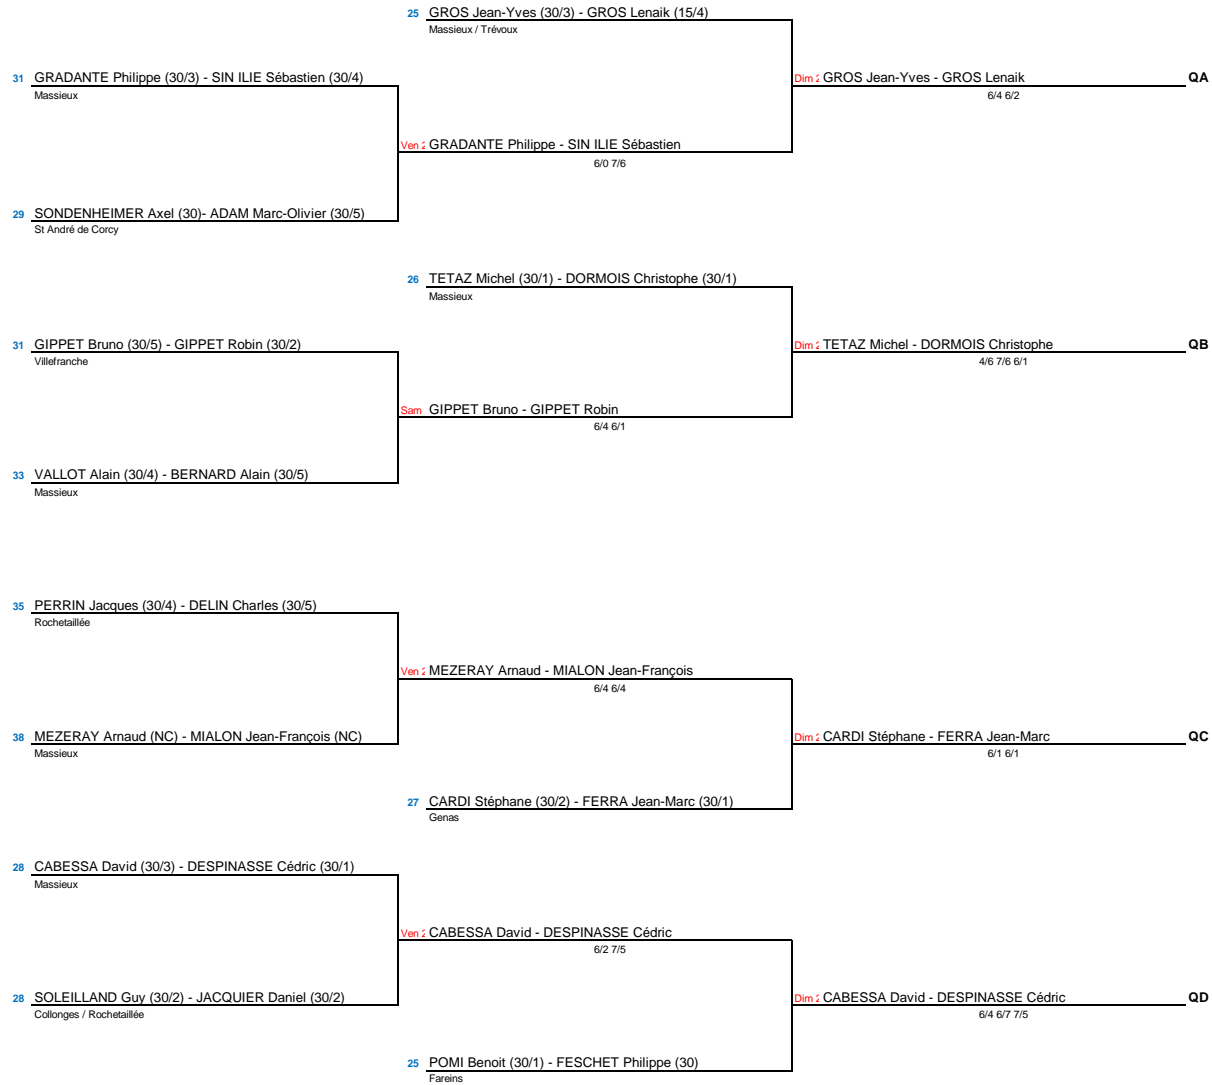 25 GROS Jean-Yves (30/3) - GROS Lenaik (15/4)
Massieux / Trévoux
31 GRADANTE Philippe (30/3) - SIN ILIE Sébastien (30/4)
Massieux
Dim 2 GROS Jean-Yves - GROS Lenaik QA
6/4 6/2
Ven 2 GRADANTE Philippe - SIN ILIE Sébastien
6/0 7/6
29 SONDENHEIMER Axel (30)- ADAM Marc-Olivier (30/5)
St André de Corcy
26 TETAZ Michel (30/1) - DORMOIS Christophe (30/1)
Massieux
31 GIPPET Bruno (30/5) - GIPPET Robin (30/2)
Villefranche
Dim 2 TETAZ Michel - DORMOIS Christophe QB
4/6 7/6 6/1
Sam GIPPET Bruno - GIPPET Robin
6/4 6/1
33 VALLOT Alain (30/4) - BERNARD Alain (30/5)
Massieux
35 PERRIN Jacques (30/4) - DELIN Charles (30/5)
Rochetaillée
Ven 2 MEZERAY Arnaud - MIALON Jean-François
6/4 6/4
38 MEZERAY Arnaud (NC) - MIALON Jean-François (NC)
Massieux
Dim 2 CARDI Stéphane - FERRA Jean-Marc QC
6/1 6/1
27 CARDI Stéphane (30/2) - FERRA Jean-Marc (30/1)
Genas
28 CABESSA David (30/3) - DESPINASSE Cédric (30/1)
Massieux
Ven 2 CABESSA David - DESPINASSE Cédric
6/2 7/5
28 SOLEILLAND Guy (30/2) - JACQUIER Daniel (30/2)
Collonges / Rochetaillée
Dim 2 CABESSA David - DESPINASSE Cédric QD
6/4 6/7 7/5
25 POMI Benoit (30/1) - FESCHET Philippe (30)
Fareins